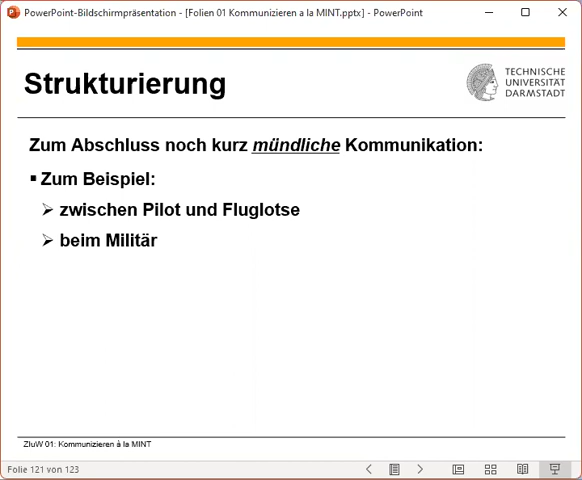 PowerPoint-Bildschirmpräsentation - [Folien 01 Kommunizieren a la MINT.pptx] - PowerPoint
Strukturierung
TECHNISCHE
UNIVERSITÄT
DARMSTADT
Zum Abschluss noch kurz mündliche Kommunikation:
▪ Zum Beispiel:
➢ zwischen Pilot und Fluglotse
➢ beim Militär
ZIuW 01: Kommunizieren à la MINT
Folie 121 von 123